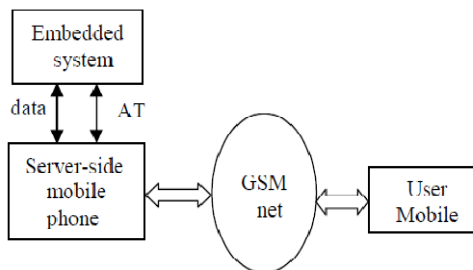 Embedded
system
data
AT
Server-side
mobile
phone
GSM
net
User
Mobile